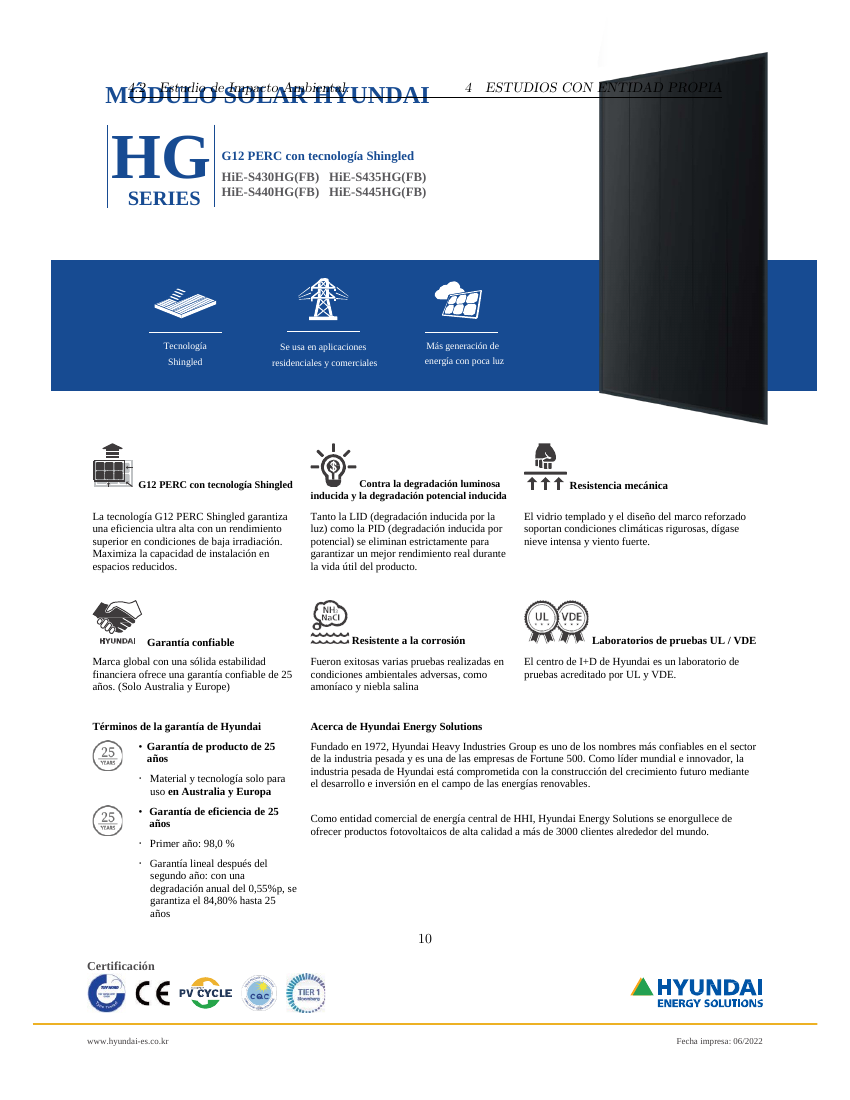 4.2 Estudio de Impacto Ambiental
4 ESTUDIOS CON ENTIDAD PROPIA
MÓDULO SOLAR HYUNDAI
HG
SERIES
G12 PERC con tecnología Shingled
HiE-S430HG(FB) HiE-S435HG(FB)
HiE-S440HG(FB) HiE-S445HG(FB)
Tecnología
Shingled
Se usa en aplicaciones
residenciales y comerciales
Más generación de
energía con poca luz
G12 PERC con tecnología Shingled
La tecnología G12 PERC Shingled garantiza
una eficiencia ultra alta con un rendimiento
superior en condiciones de baja irradiación.
Maximiza la capacidad de instalación en
espacios reducidos.
Contra la degradación luminosa
inducida y la degradación potencial inducida
Tanto la LID (degradación inducida por la
luz) como la PID (degradación inducida por
potencial) se eliminan estrictamente para
garantizar un mejor rendimiento real durante
la vida útil del producto.
Resistencia mecánica
El vidrio templado y el diseño del marco reforzado
soportan condiciones climáticas rigurosas, dígase
nieve intensa y viento fuerte.
HYUNDAI
Garantía confiable
Marca global con una sólida estabilidad
financiera ofrece una garantía confiable de 25
años. (Solo Australia y Europe)
NH₃
NaCl
Resistente a la corrosión
Fueron exitosas varias pruebas realizadas en
condiciones ambientales adversas, como
amoníaco y niebla salina
UL VDE
Laboratorios de pruebas UL / VDE
El centro de I+D de Hyundai es un laboratorio de
pruebas acreditado por UL y VDE.
Términos de la garantía de Hyundai
25
YEARS
• Garantía de producto de 25
años
· Material y tecnología solo para
uso en Australia y Europa
25
YEARS
• Garantía de eficiencia de 25
años
· Primer año: 98,0 %
· Garantía lineal después del
segundo año: con una
degradación anual del 0,55%p, se
garantiza el 84,80% hasta 25
años
Acerca de Hyundai Energy Solutions
Fundado en 1972, Hyundai Heavy Industries Group es uno de los nombres más confiables en el sector
de la industria pesada y es una de las empresas de Fortune 500. Como líder mundial e innovador, la
industria pesada de Hyundai está comprometida con la construcción del crecimiento futuro mediante
el desarrollo e inversión en el campo de las energías renovables.
Como entidad comercial de energía central de HHI, Hyundai Energy Solutions se enorgullece de
ofrecer productos fotovoltaicos de alta calidad a más de 3000 clientes alrededor del mundo.
10
Certificación
CE
PV CYCLE
CQC
TIER 1
Bloomberg
HYUNDAI
ENERGY SOLUTIONS
www.hyundai-es.co.kr
Fecha impresa: 06/2022